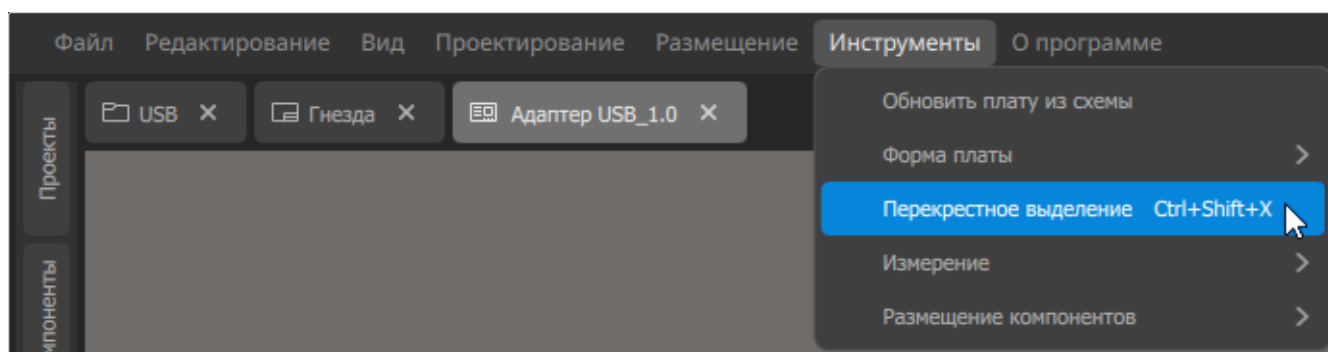 Файл Редактирование Вид Проектирование Размещение Инструменты О программе
USB Гнезда Адаптер USB_1.0
Проекты
Обновить плату из схемы
Форма платы
Перекрестное выделение Ctrl+Shift+X
Измерение
Размещение компонентов